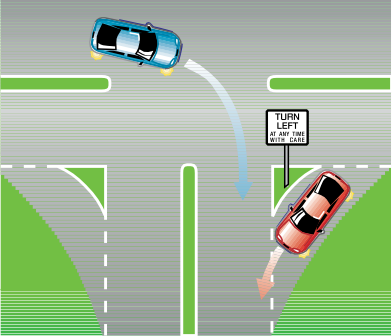 TURN
LEFT
AT ANY TIME
WITH CARE